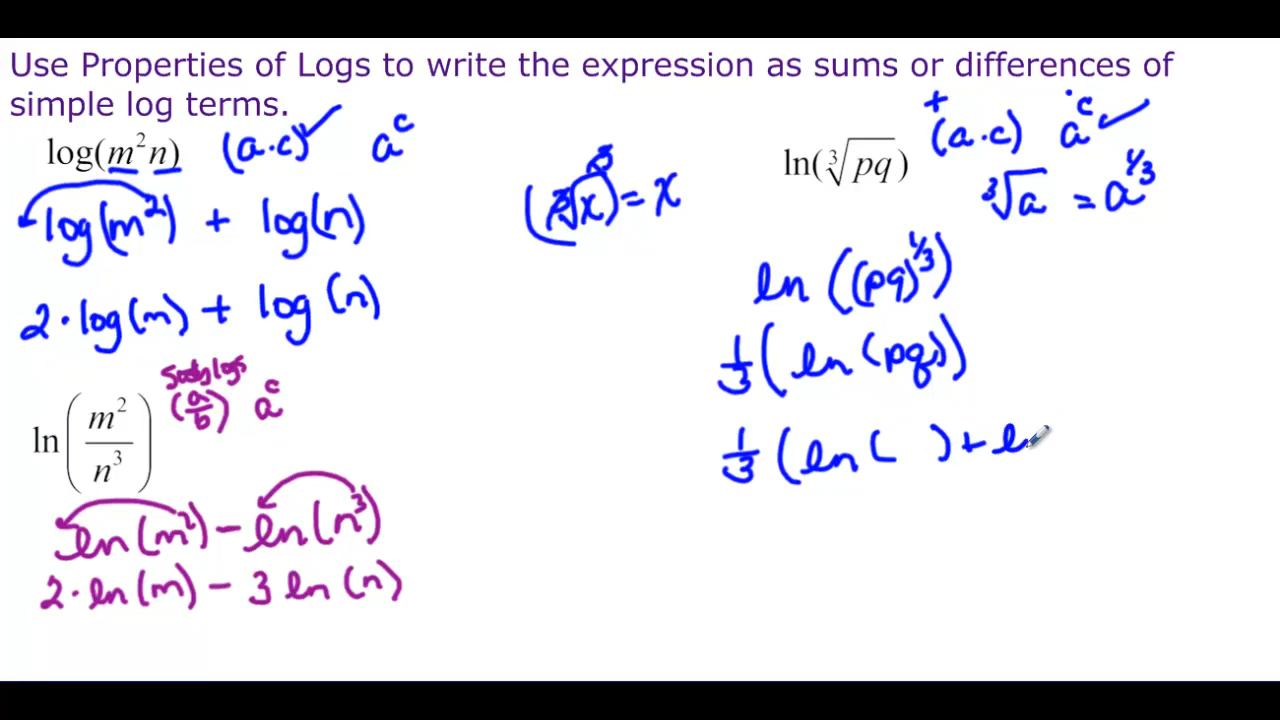 Use Properties of Logs to write the expression as sums or differences of
simple log terms.
log(m²n) (a·c) a^c
log(m²) + log(n)
2·log(m) + log(n)
ln(m²/n³) (a/b) a^c
ln(m²) - ln(n³)
2·ln(m) - 3 ln(n)
(∛x)³ = x
ln(∛pq) + (a·c) · a^c
∛a = a^1/3
ln((pq)^1/3)
1/3(ln(pq))
1/3(ln( ) + ln